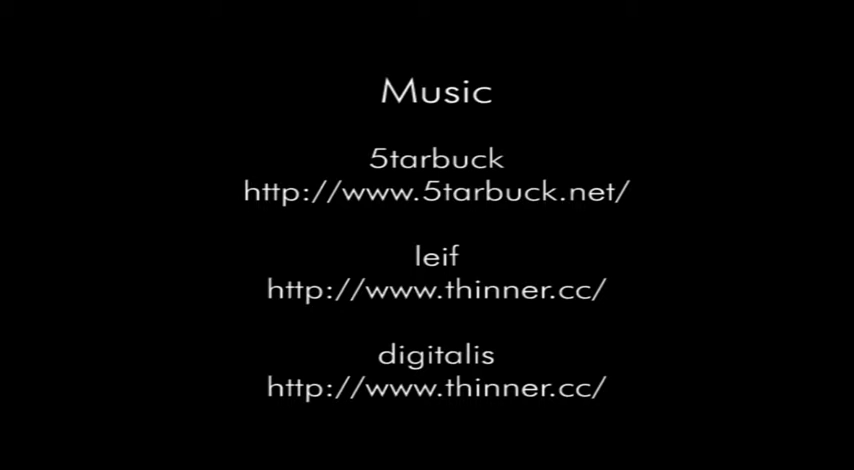 Music
5tarbuck
http://www.5tarbuck.net/
leif
http://www.thinner.cc/
digitalis
http://www.thinner.cc/